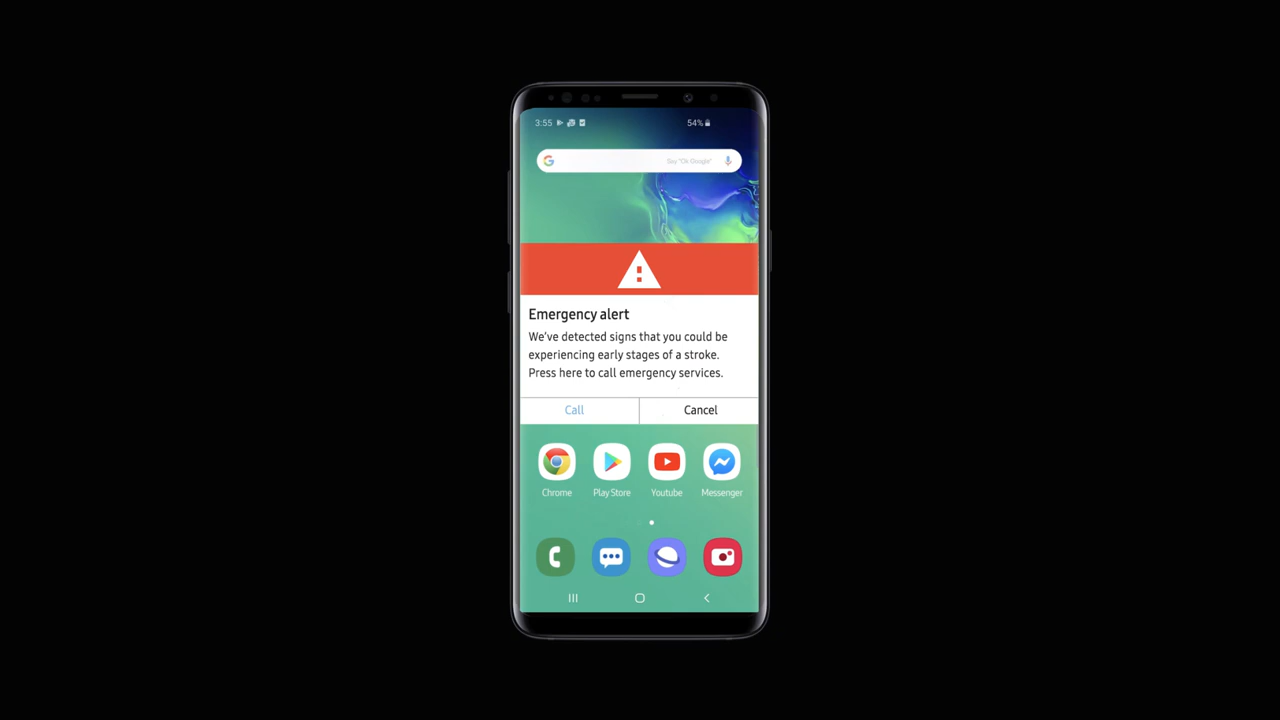 3:55 54%
G Say "Ok Google"
Emergency alert
We've detected signs that you could be
experiencing early stages of a stroke.
Press here to call emergency services.
Call Cancel
Chrome Play Store Youtube Messenger